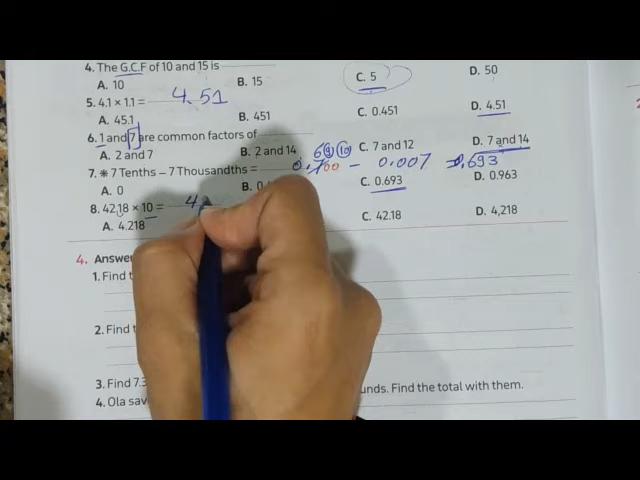 4. The G.C.F of 10 and 15 is
A. 10 B. 15 C. 5 D. 50
5. 4.1 × 1.1 = 4.51
A. 45.1 B. 451 C. 0.451 D. 4.51
6. 1 and 7 are common factors of
A. 2 and 7 B. 2 and 14 C. 7 and 12 D. 7 and 14
7. ✳ 7 Tenths – 7 Thousandths = 0.700 - 0.007 = 0.693
A. 0 C. 0.693 D. 0.963
8. 42.18 × 10 =
A. 4.218 C. 42.18 D. 4,218
4. Answer
1. Find
2. Find
3. Find 7.3
4. Ola unds. Find the total with them.